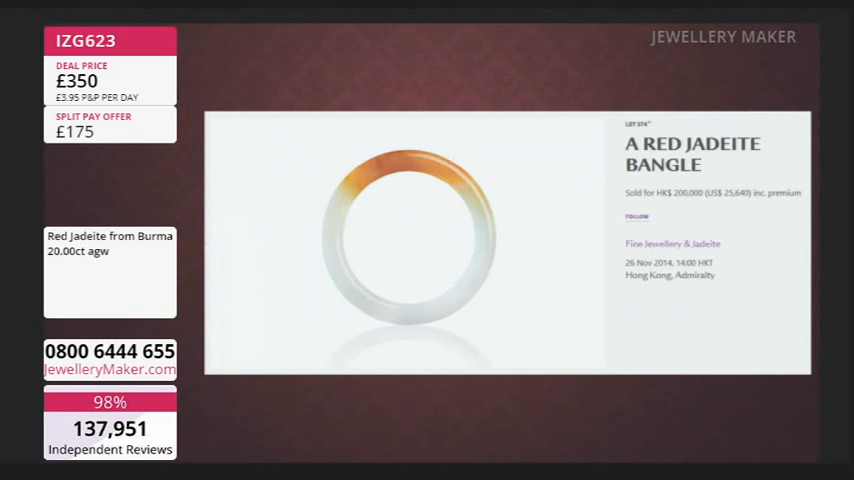 IZG623
DEAL PRICE
£350
£3.95 P&P PER DAY
SPLIT PAY OFFER
£175
Red Jadeite from Burma
20.00ct agw
0800 6444 655
JewelleryMaker.com
98%
137,951
Independent Reviews
JEWELLERY MAKER
A RED JADEITE
BANGLE
Sold for HK$ 200,000 (US$ 25,640) inc. premium
FOLLOW
Fine Jewellery & Jadeite
26 Nov 2014, 14:00 HKT
Hong Kong, Admiralty